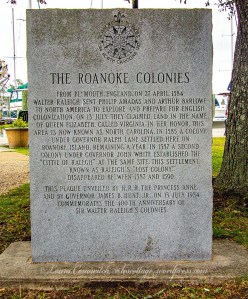 THE ROANOKE COLONIES
FROM PLYMOUTH, ENGLAND, ON 27 APRIL 1584
WALTER RALEIGH SENT PHILIP AMADAS AND ARTHUR BARLOWE
TO NORTH AMERICA TO EXPLORE AND PREPARE FOR ENGLISH
COLONIZATION. ON 13 JULY THEY CLAIMED LAND IN THE NAME
OF QUEEN ELIZABETH, CALLED VIRGINIA IN HER HONOR. THIS
AREA IS NOW KNOWN AS NORTH CAROLINA. IN 1585 A COLONY
UNDER GOVERNOR RALPH LANE SETTLED HERE ON
ROANOKE ISLAND, REMAINING A YEAR. IN 1587 A SECOND
COLONY UNDER GOVERNOR JOHN WHITE ESTABLISHED THE
"CITTIE OF RALEIGH" AT THE SAME SITE. THIS SETTLEMENT,
KNOWN AS RALEIGH'S "LOST COLONY"
DISAPPEARED BETWEEN 1587 AND 1590
THIS PLAQUE UNVEILED BY H.R.H. THE PRINCESS ANNE
AND BY GOVERNOR JAMES B. HUNT, JR. ON 13 JULY 1984
COMMEMORATES THE 400TH ANNIVERSARY OF
SIR WALTER RALEIGH'S COLONIES.